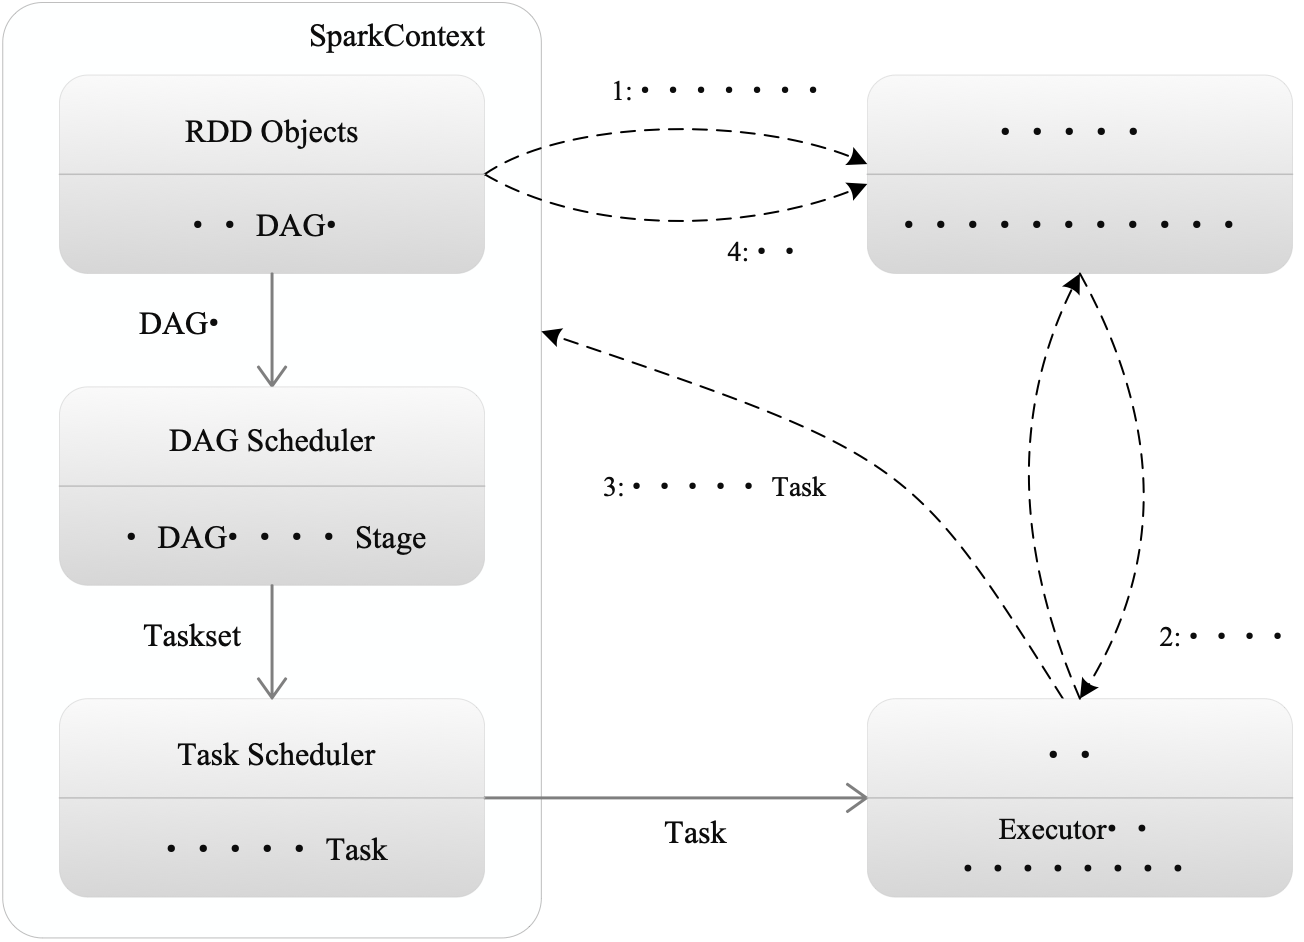 SparkContext
RDD Objects
• • DAG•
DAG•
DAG Scheduler
• DAG• • • • Stage
Taskset
Task Scheduler
• • • • • Task
1: • • • • • • •
4: • •
3: • • • • • Task
Task
• • • • •
• • • • • • • • • • •
2: • • • •
• •
Executor• •
• • • • • • • •